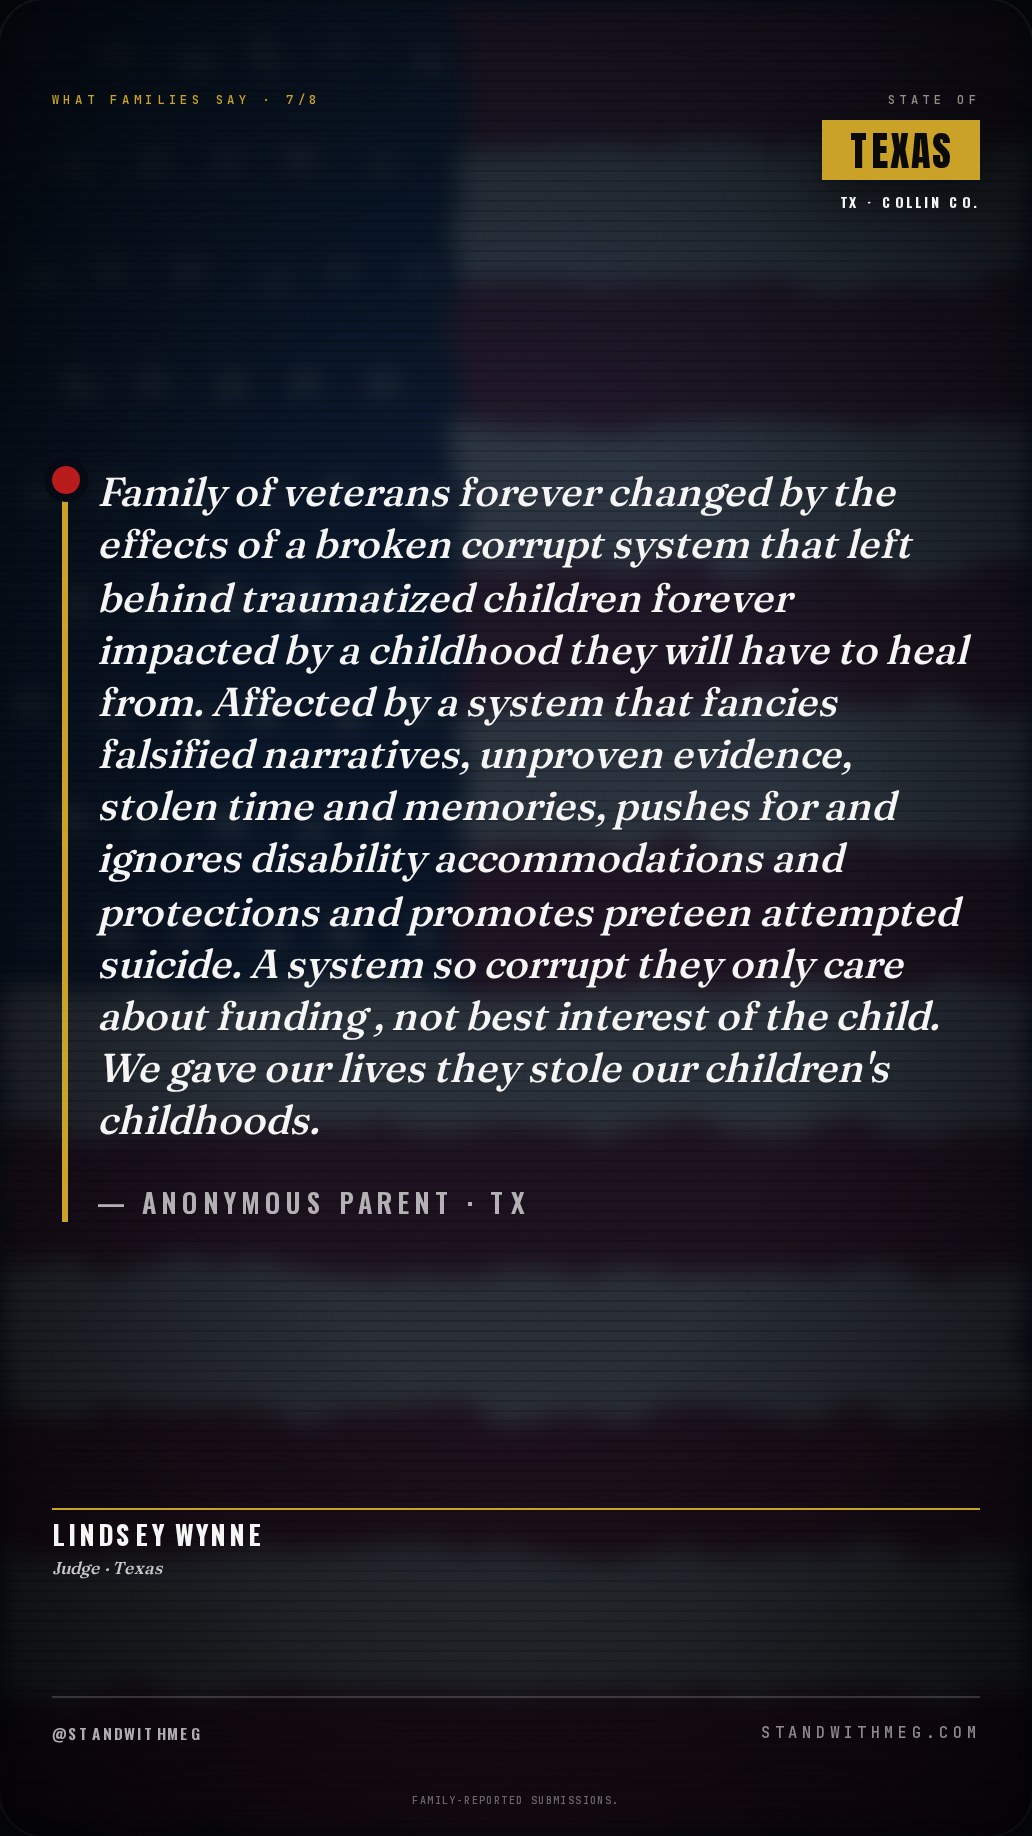 WHAT FAMILIES SAY · 7/8
STATE OF
TEXAS
TX · COLLIN CO.
Family of veterans forever changed by the
effects of a broken corrupt system that left
behind traumatized children forever
impacted by a childhood they will have to heal
from. Affected by a system that fancies
falsified narratives, unproven evidence,
stolen time and memories, pushes for and
ignores disability accommodations and
protections and promotes preteen attempted
suicide. A system so corrupt they only care
about funding , not best interest of the child.
We gave our lives they stole our children's
childhoods.
— ANONYMOUS PARENT · TX
LINDSEY WYNNE
Judge · Texas
@STANDWITHMEG
STANDWITHMEG.COM
FAMILY-REPORTED SUBMISSIONS.